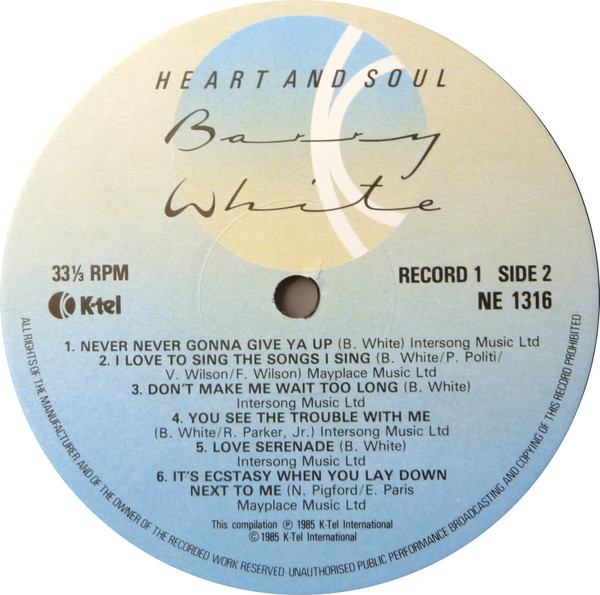 HEART AND SOUL
Barry
White
33⅓ RPM
K-tel
RECORD 1 SIDE 2
NE 1316
1. NEVER NEVER GONNA GIVE YA UP (B. White) Intersong Music Ltd
2. I LOVE TO SING THE SONGS I SING (B. White/P. Politi/
V. Wilson/F. Wilson) Mayplace Music Ltd
3. DON'T MAKE ME WAIT TOO LONG (B. White)
Intersong Music Ltd
4. YOU SEE THE TROUBLE WITH ME
(B. White/R. Parker, Jr.) Intersong Music Ltd
5. LOVE SERENADE (B. White)
Intersong Music Ltd
6. IT'S ECSTASY WHEN YOU LAY DOWN
NEXT TO ME (N. Pigford/E. Paris
Mayplace Music Ltd
This compilation ℗ 1985 K-Tel International
© 1985 K-Tel International
ALL RIGHTS OF THE MANUFACTURER AND OF THE OWNER OF THE RECORDED WORK RESERVED UNAUTHORISED PUBLIC PERFORMANCE BROADCASTING AND COPYING OF THIS RECORD PROHIBITED